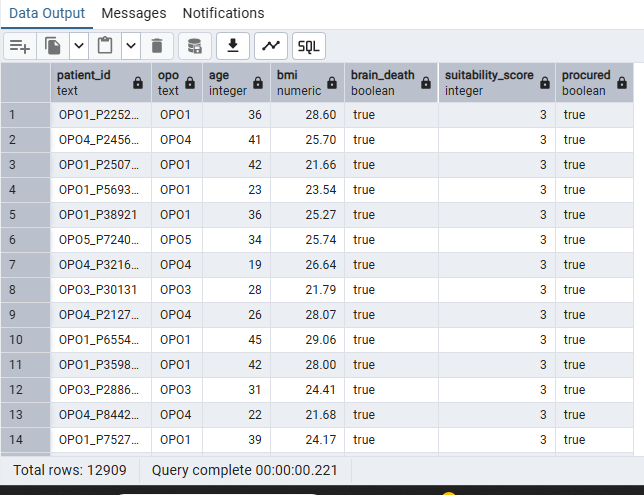 Data Output Messages Notifications
SQL
patient_id opo age bmi brain_death suitability_score procured
text text integer numeric boolean integer boolean
1 OPO1_P2252... OPO1 36 28.60 true 3 true
2 OPO4_P2456... OPO4 41 25.70 true 3 true
3 OPO1_P2507... OPO1 42 21.66 true 3 true
4 OPO1_P5693... OPO1 23 23.54 true 3 true
5 OPO1_P38921 OPO1 36 25.27 true 3 true
6 OPO5_P7240... OPO5 34 25.74 true 3 true
7 OPO4_P3216... OPO4 19 26.64 true 3 true
8 OPO3_P30131 OPO3 28 21.79 true 3 true
9 OPO4_P2127... OPO4 26 28.07 true 3 true
10 OPO1_P6554... OPO1 45 29.06 true 3 true
11 OPO1_P3598... OPO1 42 28.00 true 3 true
12 OPO3_P2886... OPO3 31 24.41 true 3 true
13 OPO4_P8442... OPO4 22 21.68 true 3 true
14 OPO1_P7527... OPO1 39 24.17 true 3 true
Total rows: 12909 Query complete 00:00:00.221